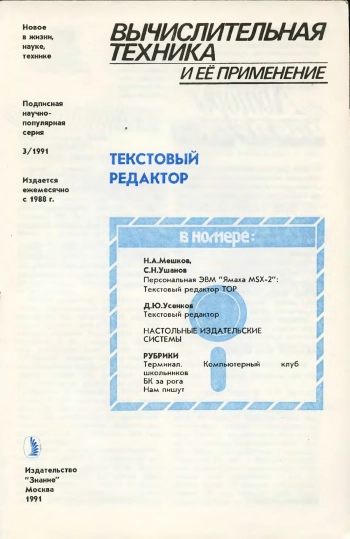 Новое
в жизни,
науке,
технике
ВЫЧИСЛИТЕЛЬНАЯ
ТЕХНИКА
И ЕЁ ПРИМЕНЕНИЕ
Подписная
научно-
популярная
серия
3/1991
Издается
ежемесячно
с 1988 г.
ТЕКСТОВЫЙ
РЕДАКТОР
в номере:
Н.А.Мешков,
С.Н.Ушанов
Персональная ЭВМ "Ямаха MSX-2":
Текстовый редактор ТОР
Д.Ю.Усенков
Текстовый редактор
НАСТОЛЬНЫЕ ИЗДАТЕЛЬСКИЕ
СИСТЕМЫ
РУБРИКИ
Терминал. Компьютерный клуб
школьников
БК за рога
Нам пишут
Издательство
"Знание"
Москва
1991